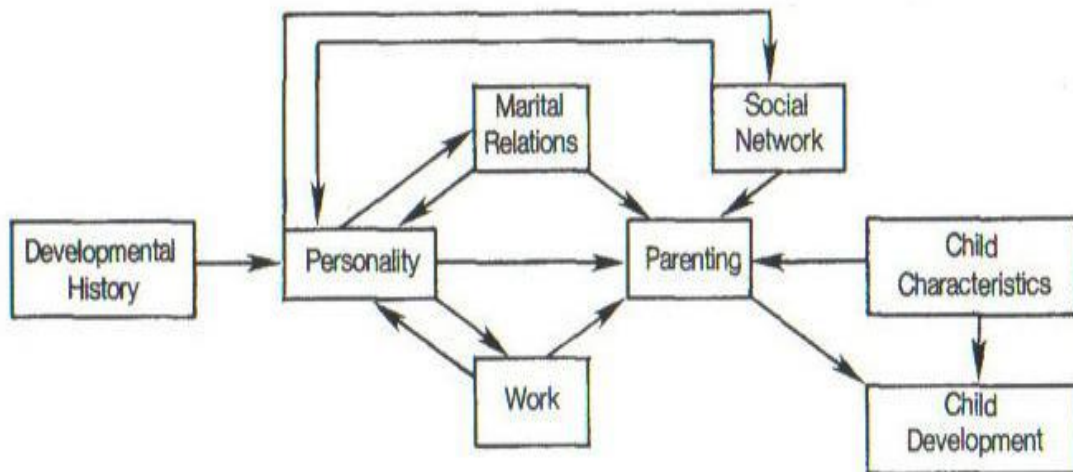 Marital
Relations
Social
Network
Developmental
History
Personality
Parenting
Child
Characteristics
Work
Child
Development